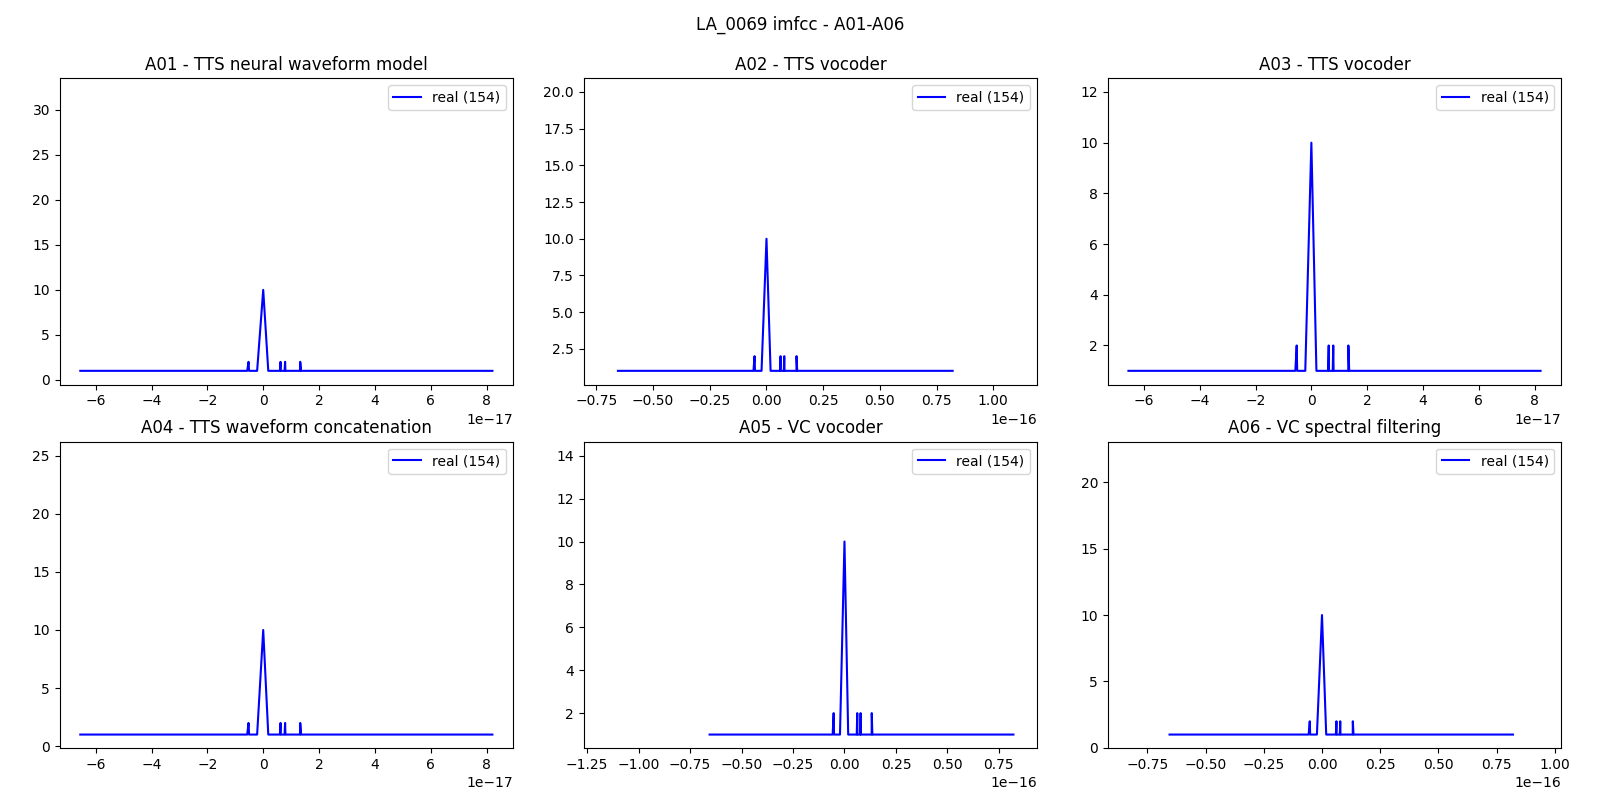 LA_0069 imfcc - A01-A06
A01 - TTS neural waveform model
real (154)
30
25
20
15
10
5
0
−6 −4 −2 0 2 4 6 8
1e−17
A02 - TTS vocoder
real (154)
20.0
17.5
15.0
12.5
10.0
7.5
5.0
2.5
−0.75 −0.50 −0.25 0.00 0.25 0.50 0.75 1.00
1e−16
A03 - TTS vocoder
real (154)
12
10
8
6
4
2
−6 −4 −2 0 2 4 6 8
1e−17
A04 - TTS waveform concatenation
real (154)
25
20
15
10
5
0
−6 −4 −2 0 2 4 6 8
1e−17
A05 - VC vocoder
real (154)
14
12
10
8
6
4
2
−1.25 −1.00 −0.75 −0.50 −0.25 0.00 0.25 0.50 0.75
1e−16
A06 - VC spectral filtering
real (154)
20
15
10
5
0
−0.75 −0.50 −0.25 0.00 0.25 0.50 0.75 1.00
1e−16